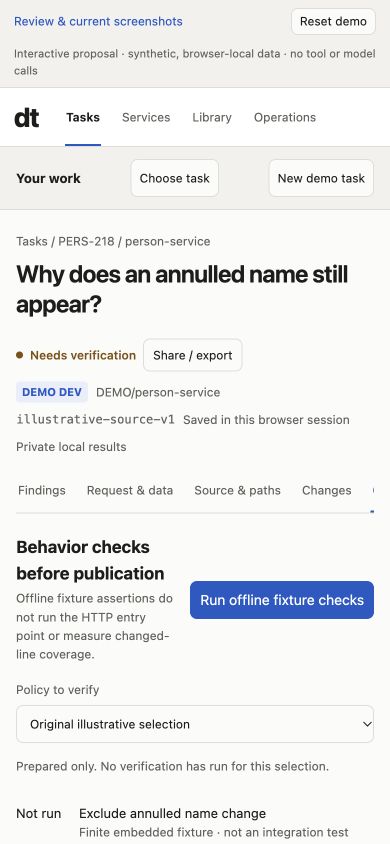 Review & current screenshots
Reset demo
Interactive proposal · synthetic, browser-local data · no tool or model
calls
dt
Tasks
Services
Library
Operations
Your work
Choose task
New demo task
Tasks / PERS-218 / person-service
Why does an annulled name still
appear?
Needs verification
Share / export
DEMO DEV
DEMO/person-service
illustrative-source-v1
Saved in this browser session
Private local results
Findings
Request & data
Source & paths
Changes
Behavior checks
before publication
Offline fixture assertions do
not run the HTTP entry
point or measure changed-
line coverage.
Run offline fixture checks
Policy to verify
Original illustrative selection
Prepared only. No verification has run for this selection.
Not run
Exclude annulled name change
Finite embedded fixture · not an integration test